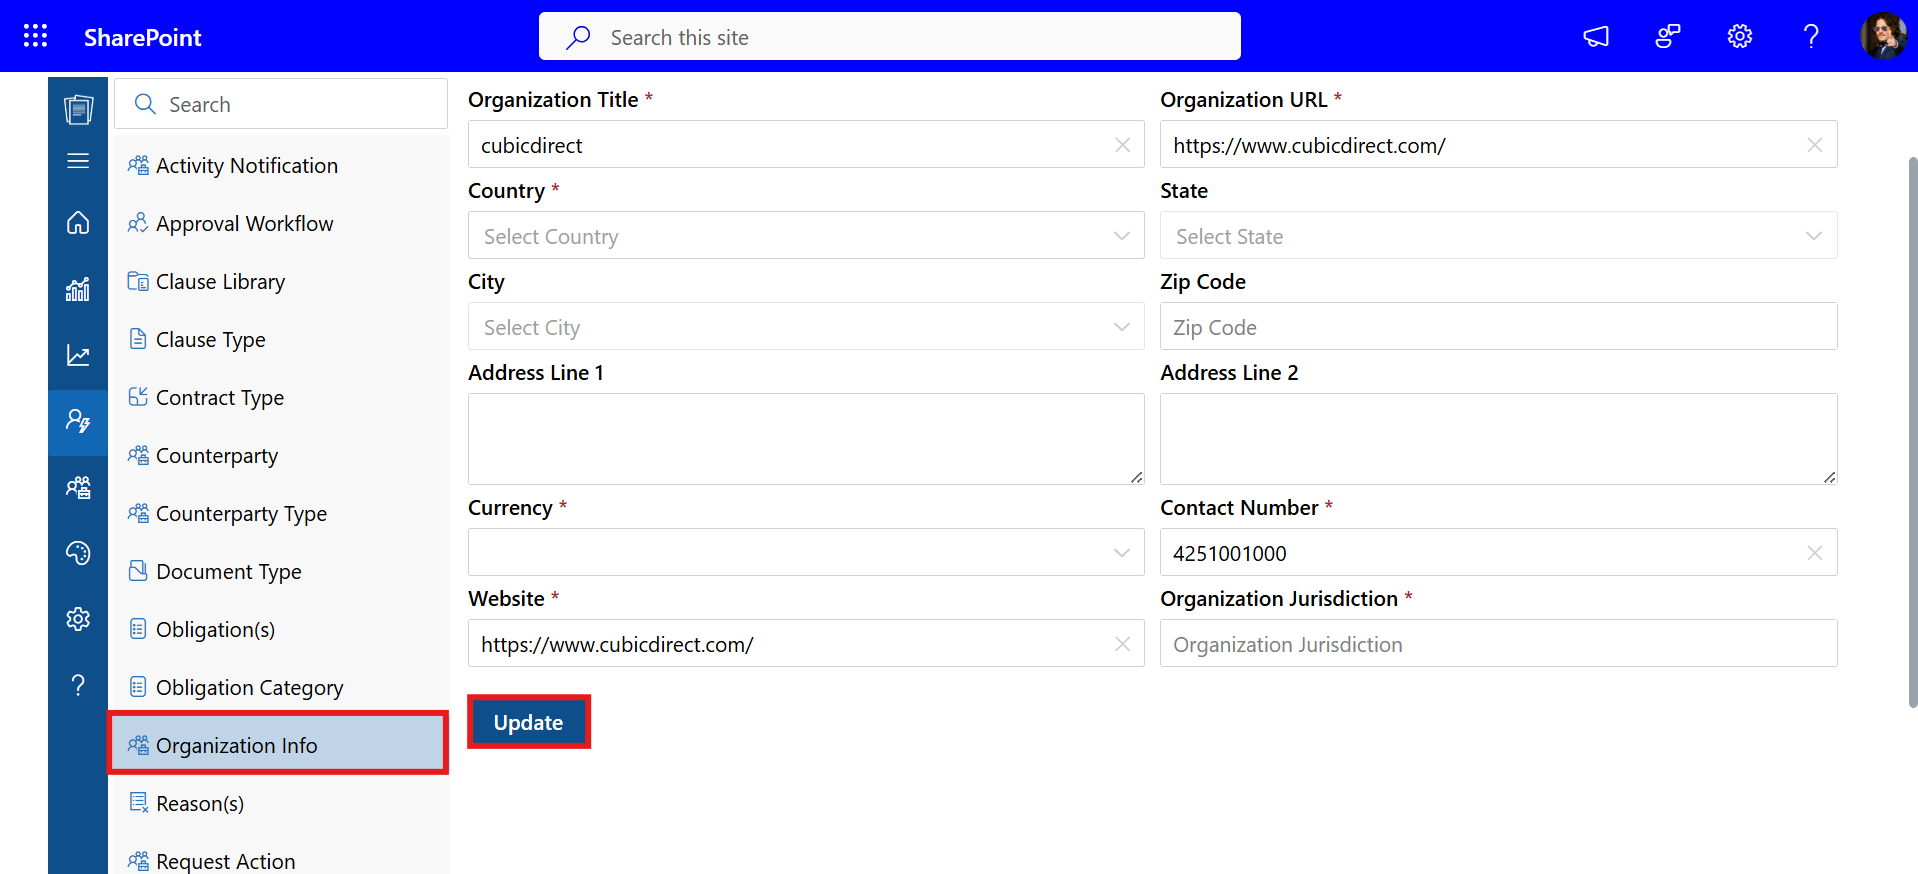 SharePoint
Search this site
Search
Activity Notification
Approval Workflow
Clause Library
Clause Type
Contract Type
Counterparty
Counterparty Type
Document Type
Obligation(s)
Obligation Category
Organization Info
Reason(s)
Request Action
Organization Title *
cubicdirect
Organization URL *
https://www.cubicdirect.com/
Country *
Select Country
State
Select State
City
Select City
Zip Code
Zip Code
Address Line 1
Address Line 2
Currency *
Contact Number *
4251001000
Website *
https://www.cubicdirect.com/
Organization Jurisdiction *
Organization Jurisdiction
Update